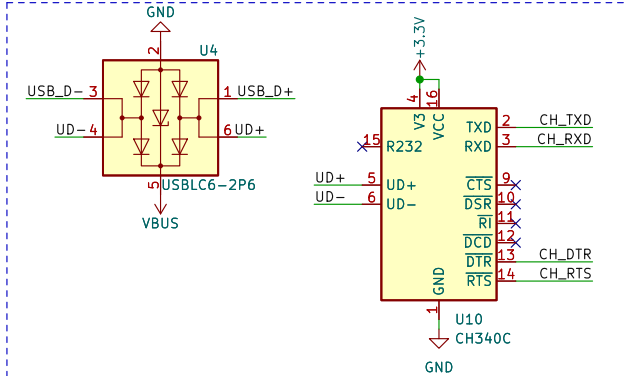 GND
2
U4
USB_D- 3
1 USB_D+
UD- 4
6 UD+
5
USBLC6-2P6
VBUS
+3.3V
4
16
V3
VCC
15
R232
TXD
2
CH_TXD
RXD
3
CH_RXD
UD+
5
UD+
UD-
6
UD-
CTS
9
DSR
10
RI
11
DCD
12
DTR
13
CH_DTR
RTS
14
CH_RTS
GND
1
U10
CH340C
GND